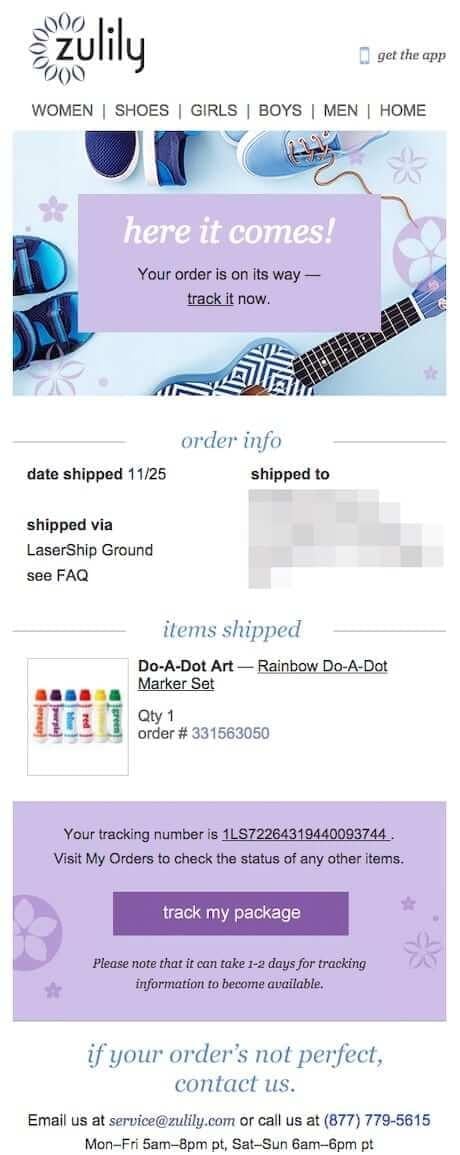 zulily
get the app
WOMEN | SHOES | GIRLS | BOYS | MEN | HOME
here it comes!
Your order is on its way —
track it now.
order info
date shipped 11/25
shipped to
shipped via
LaserShip Ground
see FAQ
items shipped
Do-A-Dot Art — Rainbow Do-A-Dot
Marker Set
orange
purple
blue
red
yellow
green
Qty 1
order # 331563050
Your tracking number is 1LS72264319440093744 .
Visit My Orders to check the status of any other items.
track my package
Please note that it can take 1-2 days for tracking
information to become available.
if your order's not perfect,
contact us.
Email us at service@zulily.com or call us at (877) 779-5615
Mon–Fri 5am–8pm pt, Sat–Sun 6am–6pm pt